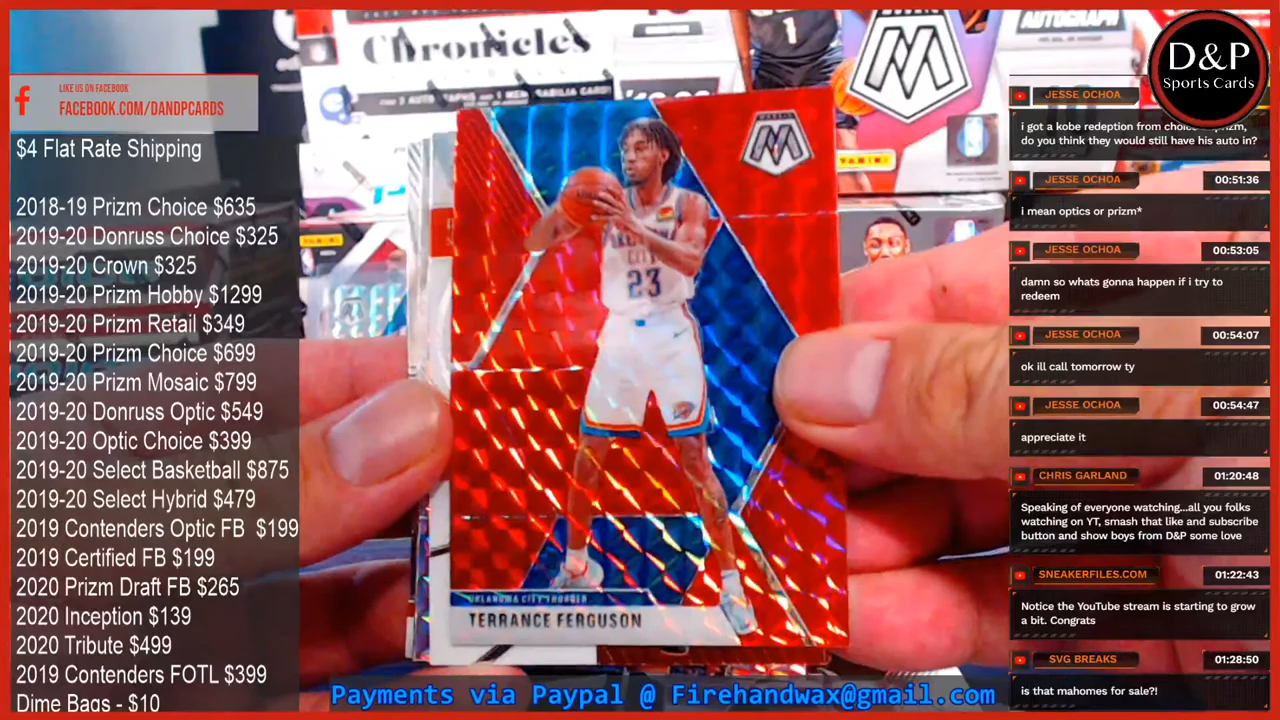 LIKE US ON FACEBOOK
FACEBOOK.COM/DANDPCARDS
$4 Flat Rate Shipping
2018-19 Prizm Choice $635
2019-20 Donruss Choice $325
2019-20 Crown $325
2019-20 Prizm Hobby $1299
2019-20 Prizm Retail $349
2019-20 Prizm Choice $699
2019-20 Prizm Mosaic $799
2019-20 Donruss Optic $549
2019-20 Optic Choice $399
2019-20 Select Basketball $875
2019-20 Select Hybrid $479
2019 Contenders Optic FB $199
2019 Certified FB $199
2020 Prizm Draft FB $265
2020 Inception $139
2020 Tribute $499
2019 Contenders FOTL $399
Dime Bags - $10
Chronicles
AUTOGRAPH
1
PANINI
PANINI
MOSAIC
M
23
OKLAHOMA CITY THUNDER
TERRANCE FERGUSON
Payments via Paypal @ Firehandwax@gmail.com
D&P
Sports Cards
JESSE OCHOA
i got a kobe redeption from
do you think they would still have his auto in?
JESSE OCHOA 00:51:36
i mean optics or prizm*
JESSE OCHOA 00:53:05
damn so whats gonna happen if i try to
redeem
JESSE OCHOA 00:54:07
ok ill call tomorrow ty
JESSE OCHOA 00:54:47
appreciate it
CHRIS GARLAND 01:20:48
Speaking of everyone watching...all you folks
watching on YT, smash that like and subscribe
button and show boys from D&P some love
SNEAKERFILES.COM 01:22:43
Notice the YouTube stream is starting to grow
a bit. Congrats
SVG BREAKS 01:28:50
is that mahomes for sale?!